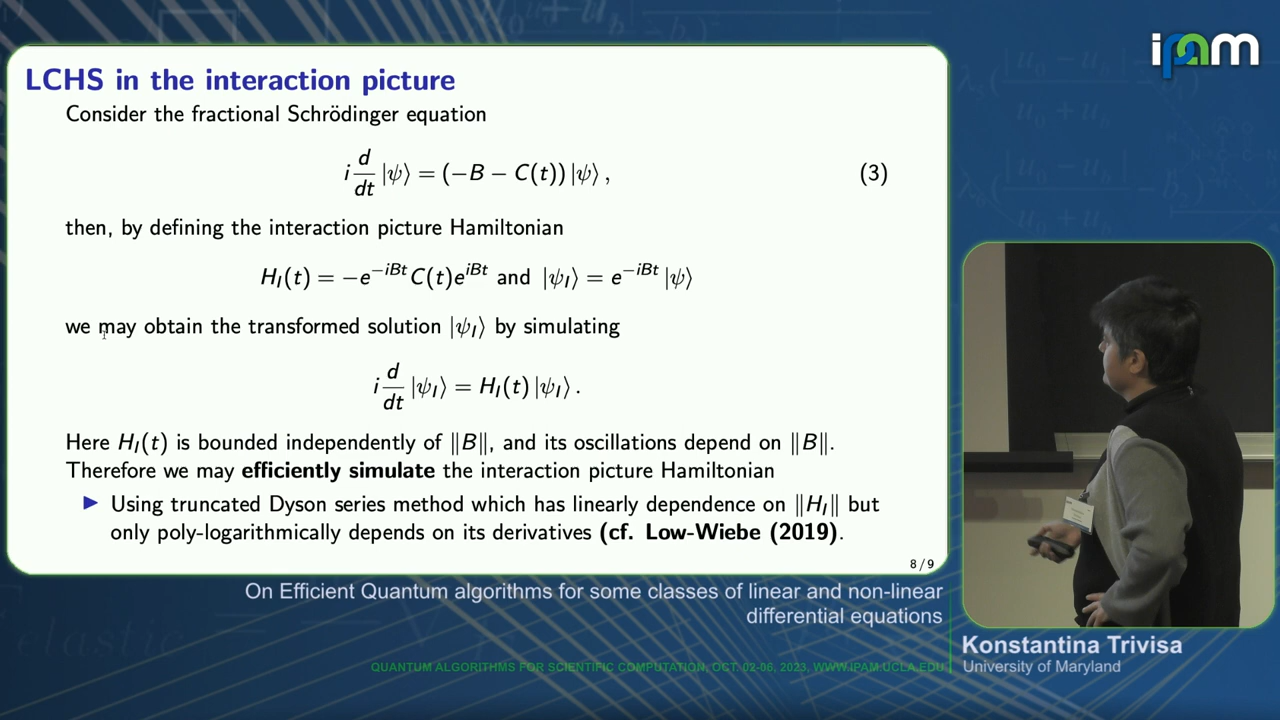 ipam
LCHS in the interaction picture
Consider the fractional Schrödinger equation
i d/dt |ψ⟩ = (−B − C(t)) |ψ⟩ , (3)
then, by defining the interaction picture Hamiltonian
H_I(t) = −e^{−iBt} C(t)e^{iBt} and |ψ_I⟩ = e^{−iBt} |ψ⟩
we may obtain the transformed solution |ψ_I⟩ by simulating
i d/dt |ψ_I⟩ = H_I(t) |ψ_I⟩ .
Here H_I(t) is bounded independently of ‖B‖, and its oscillations depend on ‖B‖.
Therefore we may efficiently simulate the interaction picture Hamiltonian
▶ Using truncated Dyson series method which has linearly dependence on ‖H_I‖ but
only poly-logarithmically depends on its derivatives (cf. Low-Wiebe (2019).
8 / 9
On Efficient Quantum algorithms for some classes of linear and non-linear
differential equations
Konstantina Trivisa
University of Maryland
QUANTUM ALGORITHMS FOR SCIENTIFIC COMPUTATION, OCT. 02-06, 2023, WWW.IPAM.UCLA.EDU
elastic